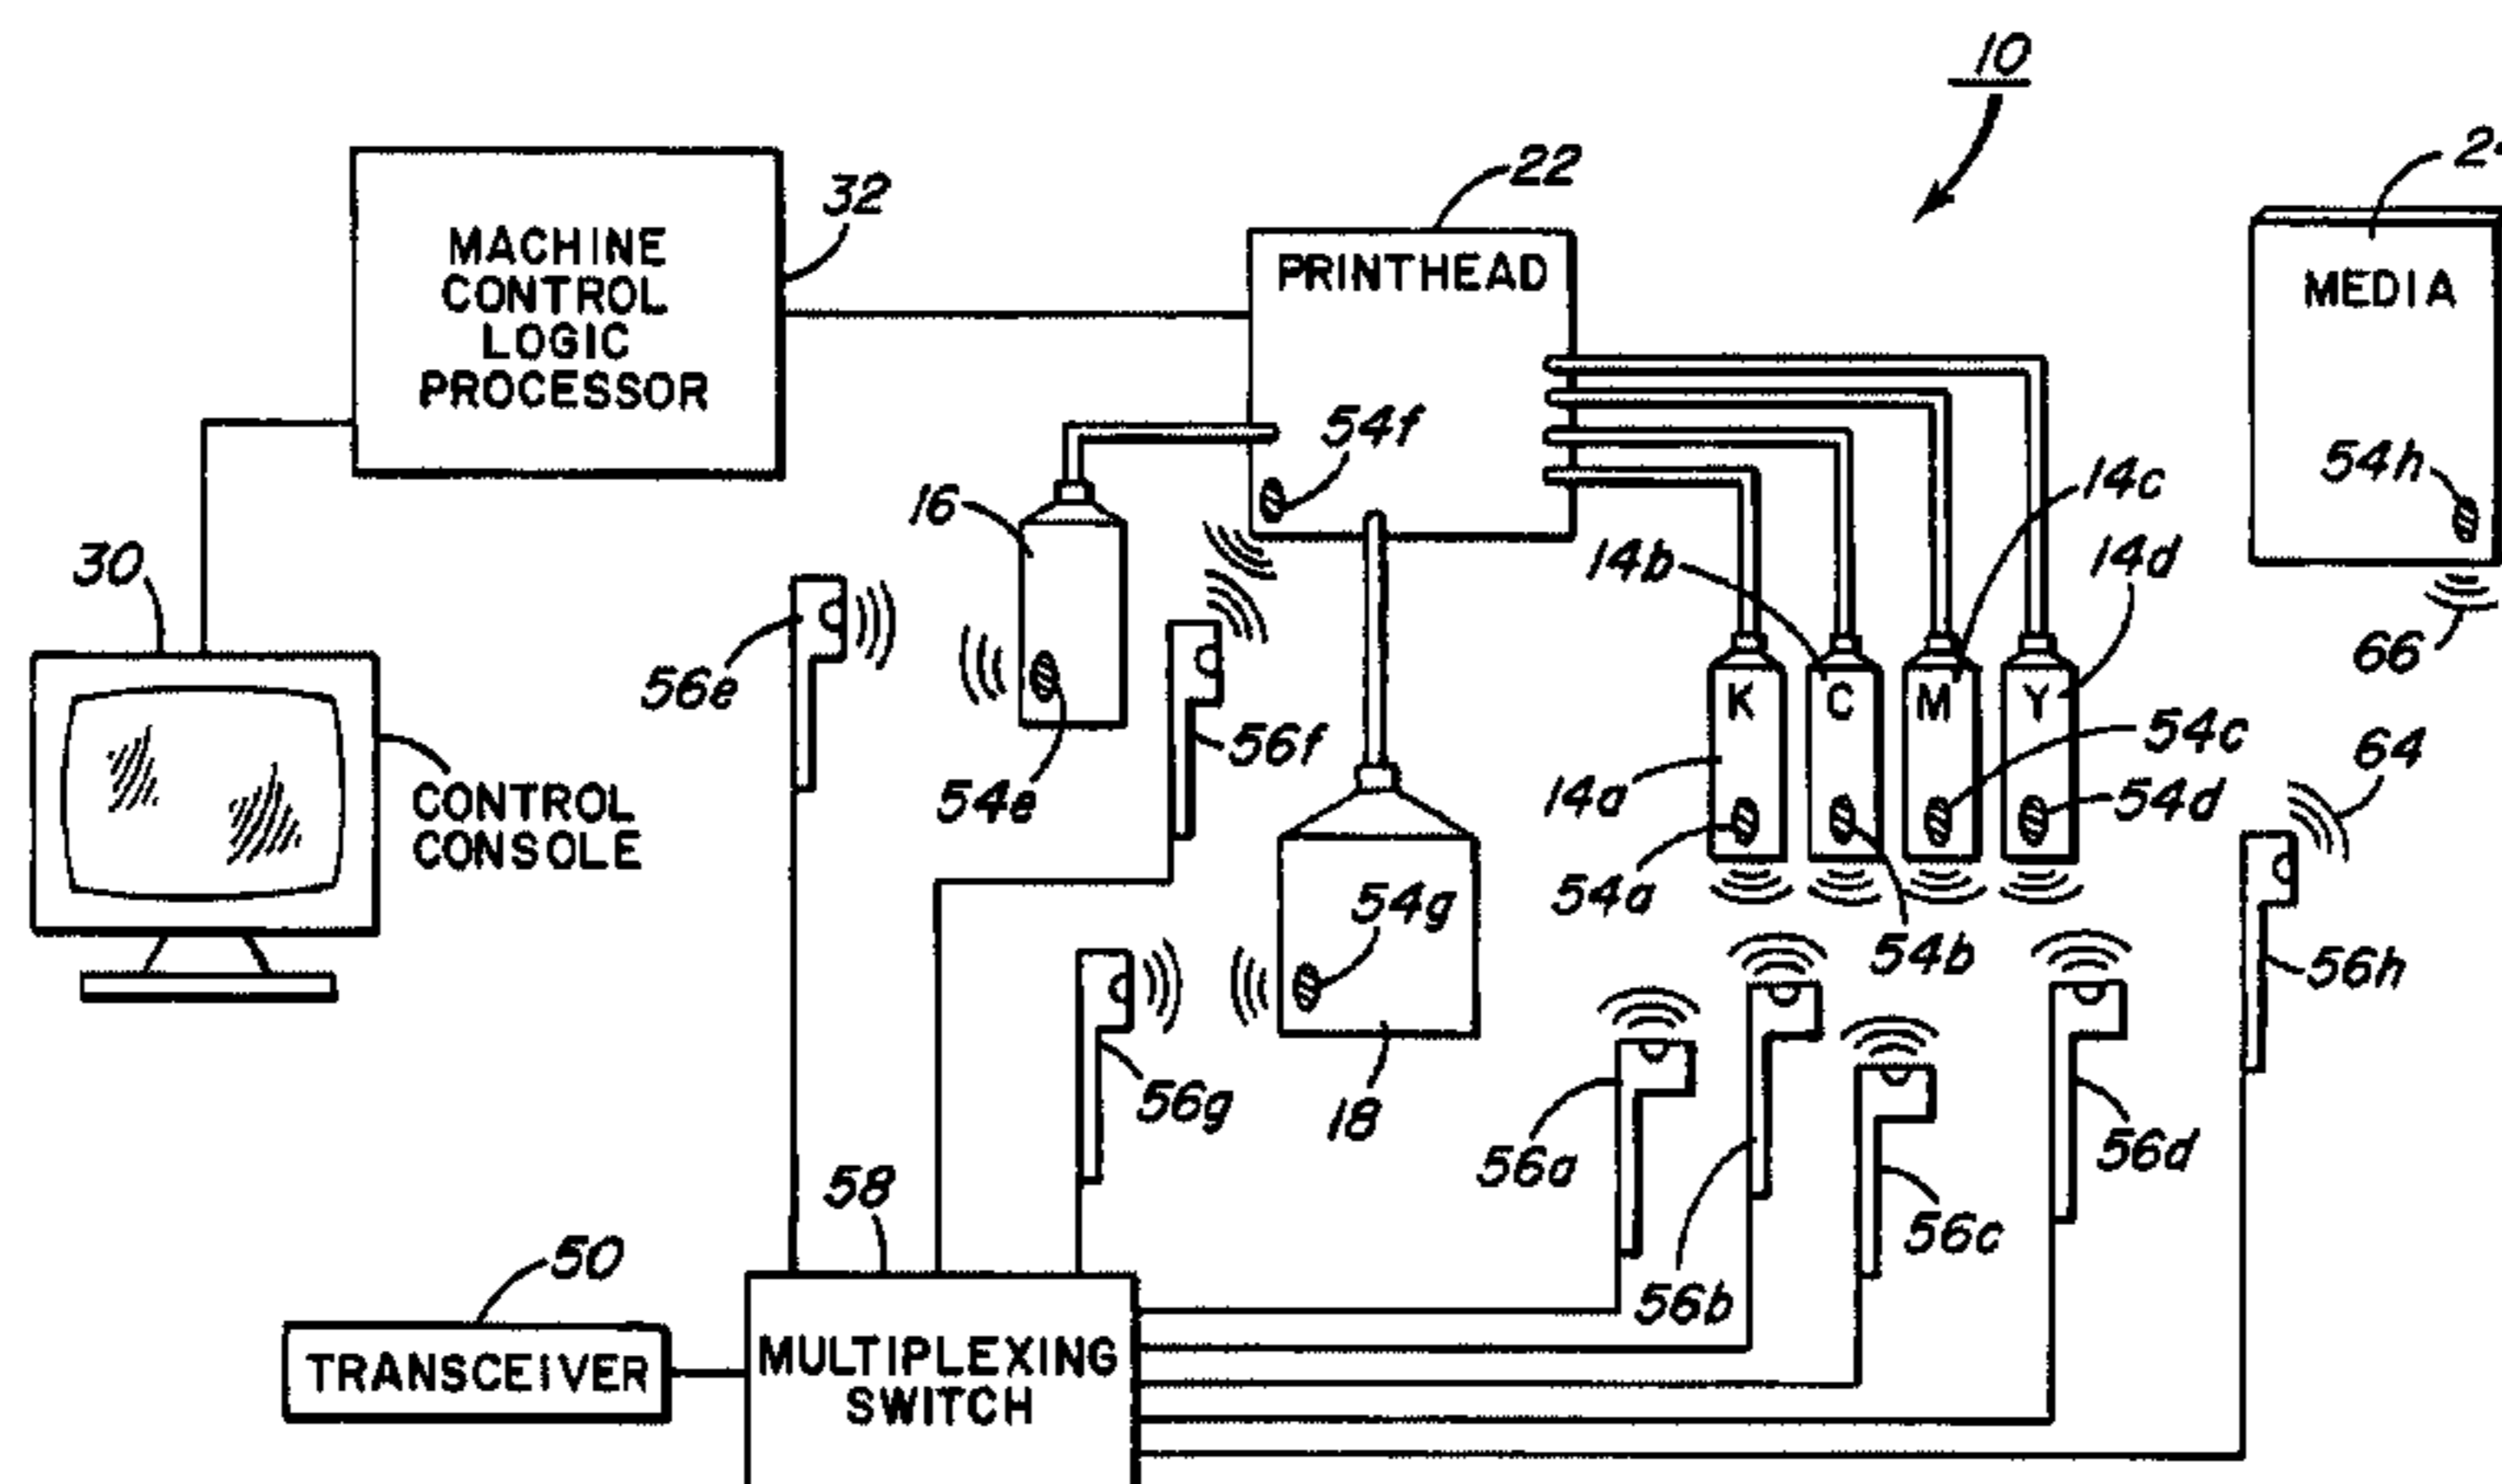 10
22
32
MACHINE
CONTROL
LOGIC
PROCESSOR
PRINTHEAD
MEDIA
54f
54h
14c
16
14b
14d
30
66
56e
K
C
M
Y
54c
56f
64
54e
14a
54d
CONTROL
CONSOLE
54a
54g
54b
56h
56g
18
56a
56d
58
56c
50
56b
TRANSCEIVER
MULTIPLEXING
SWITCH